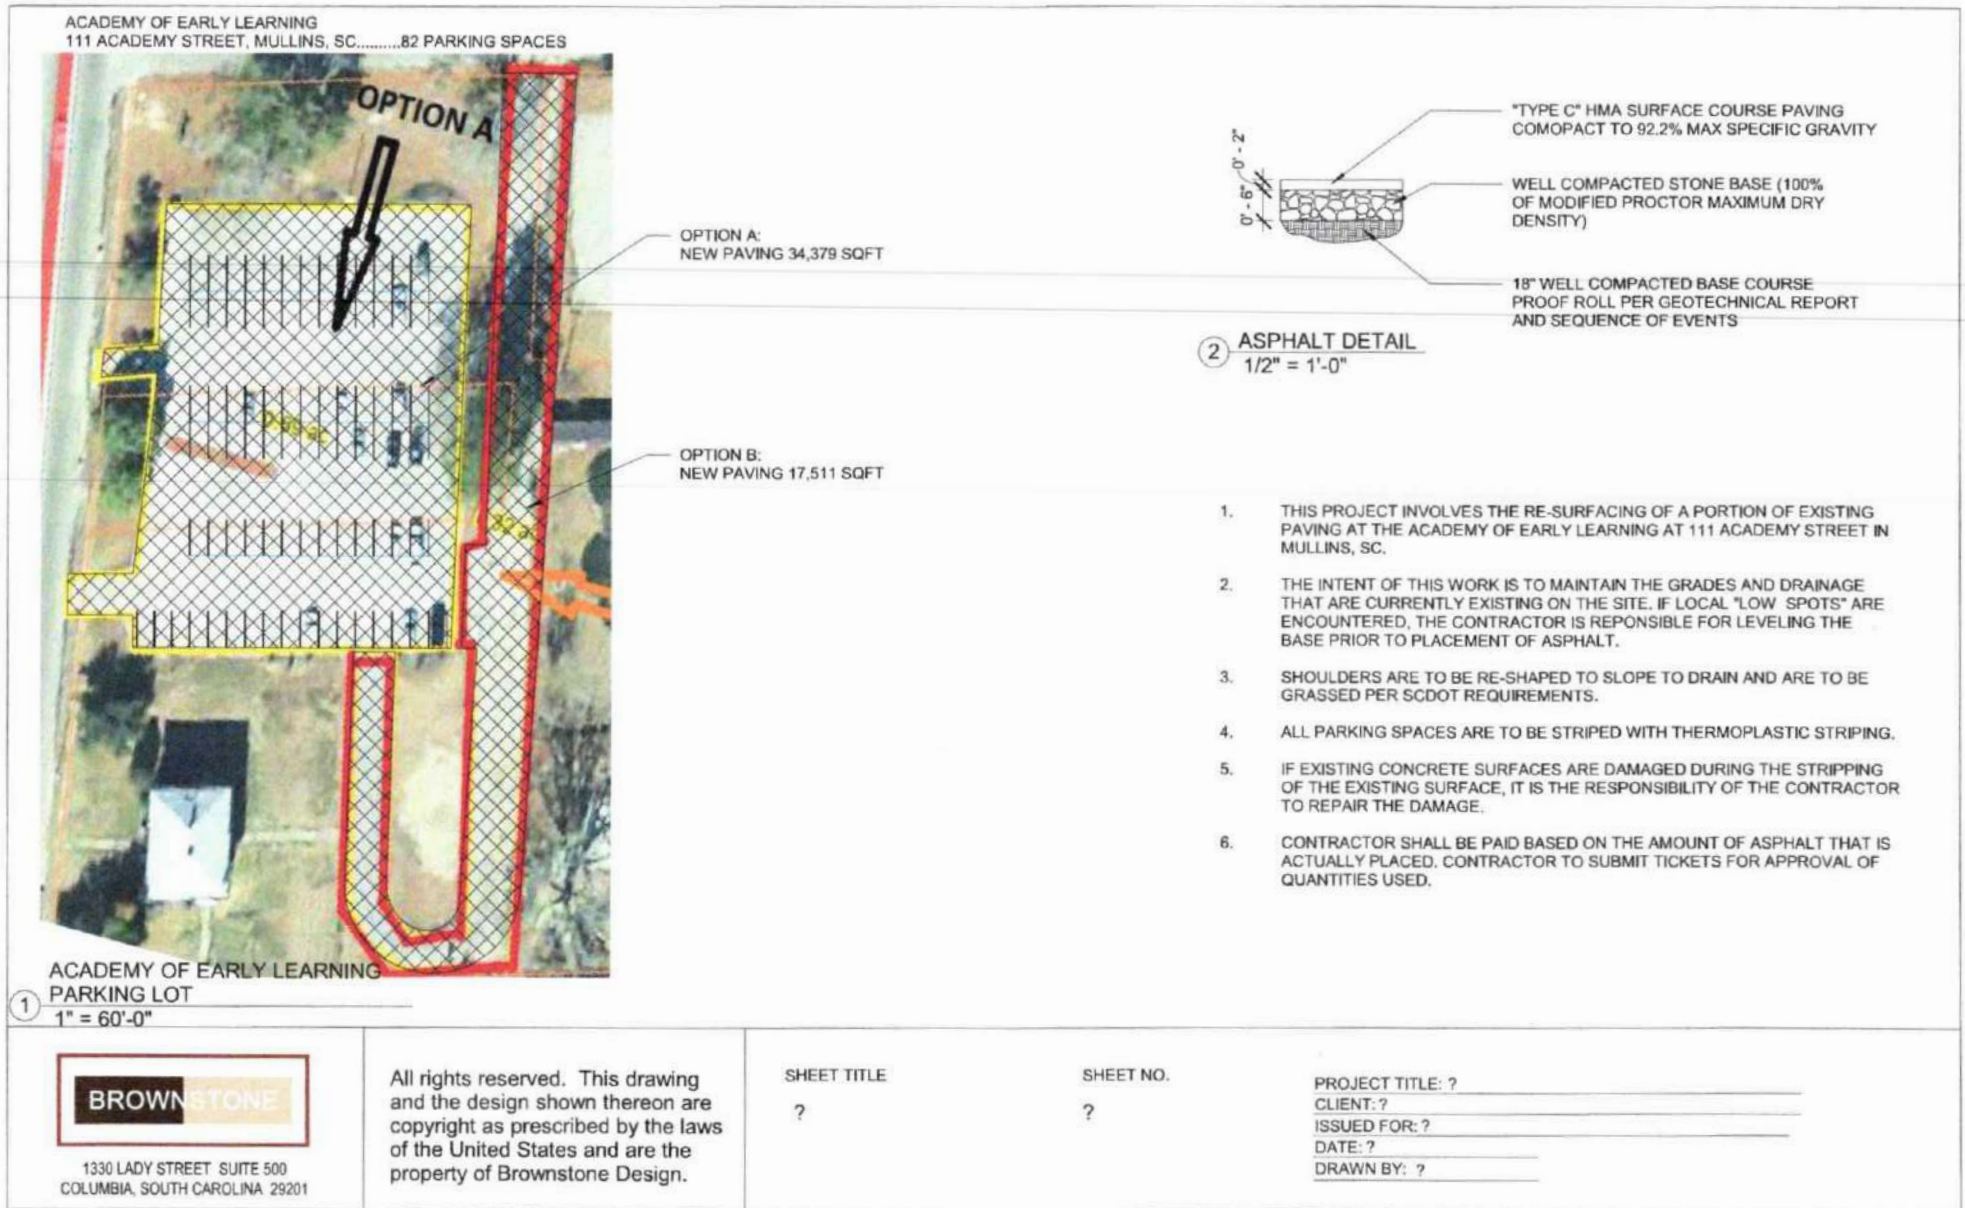 ACADEMY OF EARLY LEARNING
111 ACADEMY STREET, MULLINS, SC.........82 PARKING SPACES
OPTION A
OPTION A:
NEW PAVING 34,379 SQFT
OPTION B:
NEW PAVING 17,511 SQFT
ACADEMY OF EARLY LEARNING
PARKING LOT
1
1" = 60'-0"
0' - 2"
0' - 6"
"TYPE C" HMA SURFACE COURSE PAVING
COMOPACT TO 92.2% MAX SPECIFIC GRAVITY
WELL COMPACTED STONE BASE (100%
OF MODIFIED PROCTOR MAXIMUM DRY
DENSITY)
18" WELL COMPACTED BASE COURSE
PROOF ROLL PER GEOTECHNICAL REPORT
AND SEQUENCE OF EVENTS
2 ASPHALT DETAIL
1/2" = 1'-0"
1. THIS PROJECT INVOLVES THE RE-SURFACING OF A PORTION OF EXISTING
PAVING AT THE ACADEMY OF EARLY LEARNING AT 111 ACADEMY STREET IN
MULLINS, SC.
2. THE INTENT OF THIS WORK IS TO MAINTAIN THE GRADES AND DRAINAGE
THAT ARE CURRENTLY EXISTING ON THE SITE. IF LOCAL "LOW SPOTS" ARE
ENCOUNTERED, THE CONTRACTOR IS REPONSIBLE FOR LEVELING THE
BASE PRIOR TO PLACEMENT OF ASPHALT.
3. SHOULDERS ARE TO BE RE-SHAPED TO SLOPE TO DRAIN AND ARE TO BE
GRASSED PER SCDOT REQUIREMENTS.
4. ALL PARKING SPACES ARE TO BE STRIPED WITH THERMOPLASTIC STRIPING.
5. IF EXISTING CONCRETE SURFACES ARE DAMAGED DURING THE STRIPPING
OF THE EXISTING SURFACE, IT IS THE RESPONSIBILITY OF THE CONTRACTOR
TO REPAIR THE DAMAGE.
6. CONTRACTOR SHALL BE PAID BASED ON THE AMOUNT OF ASPHALT THAT IS
ACTUALLY PLACED. CONTRACTOR TO SUBMIT TICKETS FOR APPROVAL OF
QUANTITIES USED.
BROWNSTONE
1330 LADY STREET SUITE 500
COLUMBIA, SOUTH CAROLINA 29201
All rights reserved. This drawing
and the design shown thereon are
copyright as prescribed by the laws
of the United States and are the
property of Brownstone Design.
SHEET TITLE
?
SHEET NO.
?
PROJECT TITLE: ?
CLIENT: ?
ISSUED FOR: ?
DATE: ?
DRAWN BY: ?